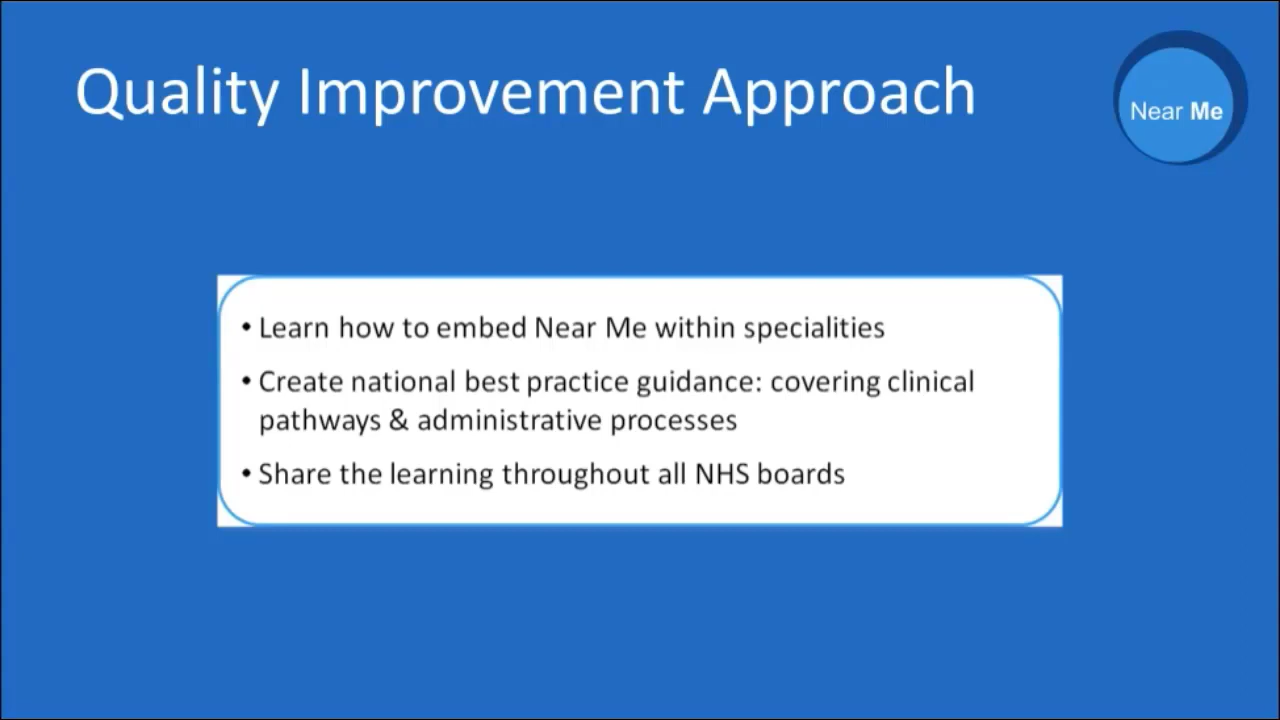 Quality Improvement Approach
Near Me
• Learn how to embed Near Me within specialities
• Create national best practice guidance: covering clinical
pathways & administrative processes
• Share the learning throughout all NHS boards